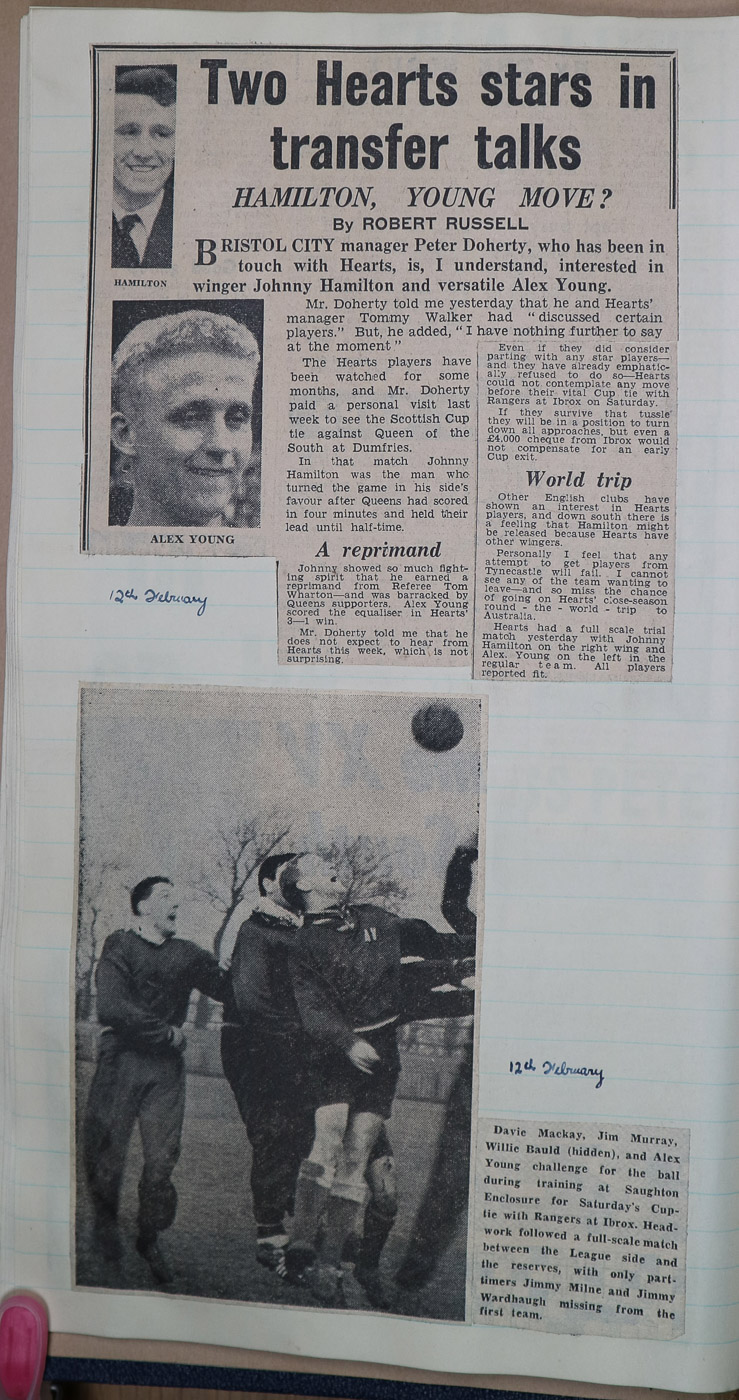 Two Hearts stars in
transfer talks
HAMILTON, YOUNG MOVE?
By ROBERT RUSSELL
HAMILTON
BRISTOL CITY manager Peter Doherty, who has been in
touch with Hearts, is, I understand, interested in
winger Johnny Hamilton and versatile Alex Young.
ALEX YOUNG
Mr. Doherty told me yesterday that he and Hearts'
manager Tommy Walker had "discussed certain
players." But, he added, "I have nothing further to say
at the moment"
The Hearts players have
been watched for some
months, and Mr. Doherty
paid a personal visit last
week to see the Scottish Cup
tie against Queen of the
South at Dumfries.
In that match Johnny
Hamilton was the man who
turned the game in his side's
favour after Queens had scored
in four minutes and held their
lead until half-time.
A reprimand
Johnny showed so much fight-
ing spirit that he earned a
reprimand from Referee Tom
Wharton—and was barracked by
Queens supporters. Alex Young
scored the equaliser in Hearts'
3—1 win.
Mr. Doherty told me that he
does not expect to hear from
Hearts this week, which is not
surprising.
Even if they did consider
parting with any star players—
and they have already emphatic-
ally refused to do so—Hearts
could not contemplate any move
before their vital Cup tie with
Rangers at Ibrox on Saturday.
If they survive that tussle
they will be in a position to turn
down all approaches, but even a
£4,000 cheque from Ibrox would
not compensate for an early
Cup exit.
World trip
Other English clubs have
shown an interest in Hearts
players, and down south there is
a feeling that Hamilton might
be released because Hearts have
other wingers.
Personally I feel that any
attempt to get players from
Tynecastle will fail. I cannot
see any of the team wanting to
leave—and so miss the chance
of going on Hearts' close-season
round - the - world - trip to
Australia.
Hearts had a full scale trial
match yesterday with Johnny
Hamilton on the right wing and
Alex. Young on the left in the
regular team. All players
reported fit.
12th February
AY
12th February
Davie Mackay, Jim Murray,
Willie Bauld (hidden), and Alex
Young challenge for the ball
during training at Saughton
Enclosure for Saturday's Cup-
tie with Rangers at Ibrox. Head-
work followed a full-scale match
between the League side and
the reserves, with only part-
timers Jimmy Milne and Jimmy
Wardhaugh missing from the
first team.